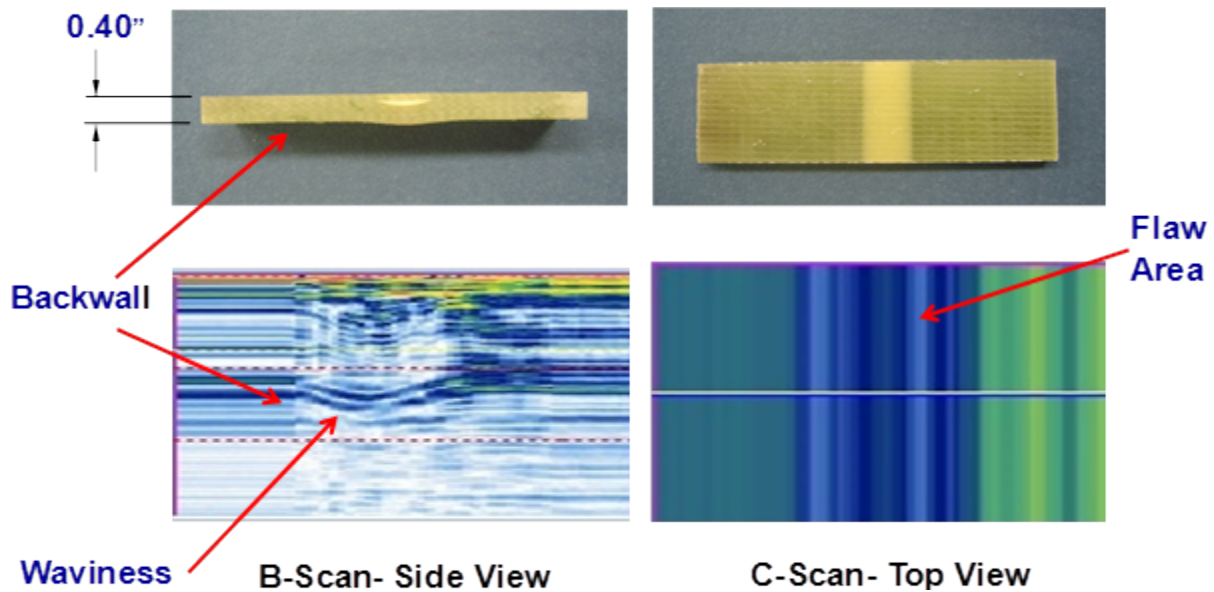 0.40”
Flaw
Area
Backwall
Waviness
B-Scan- Side View
C-Scan- Top View